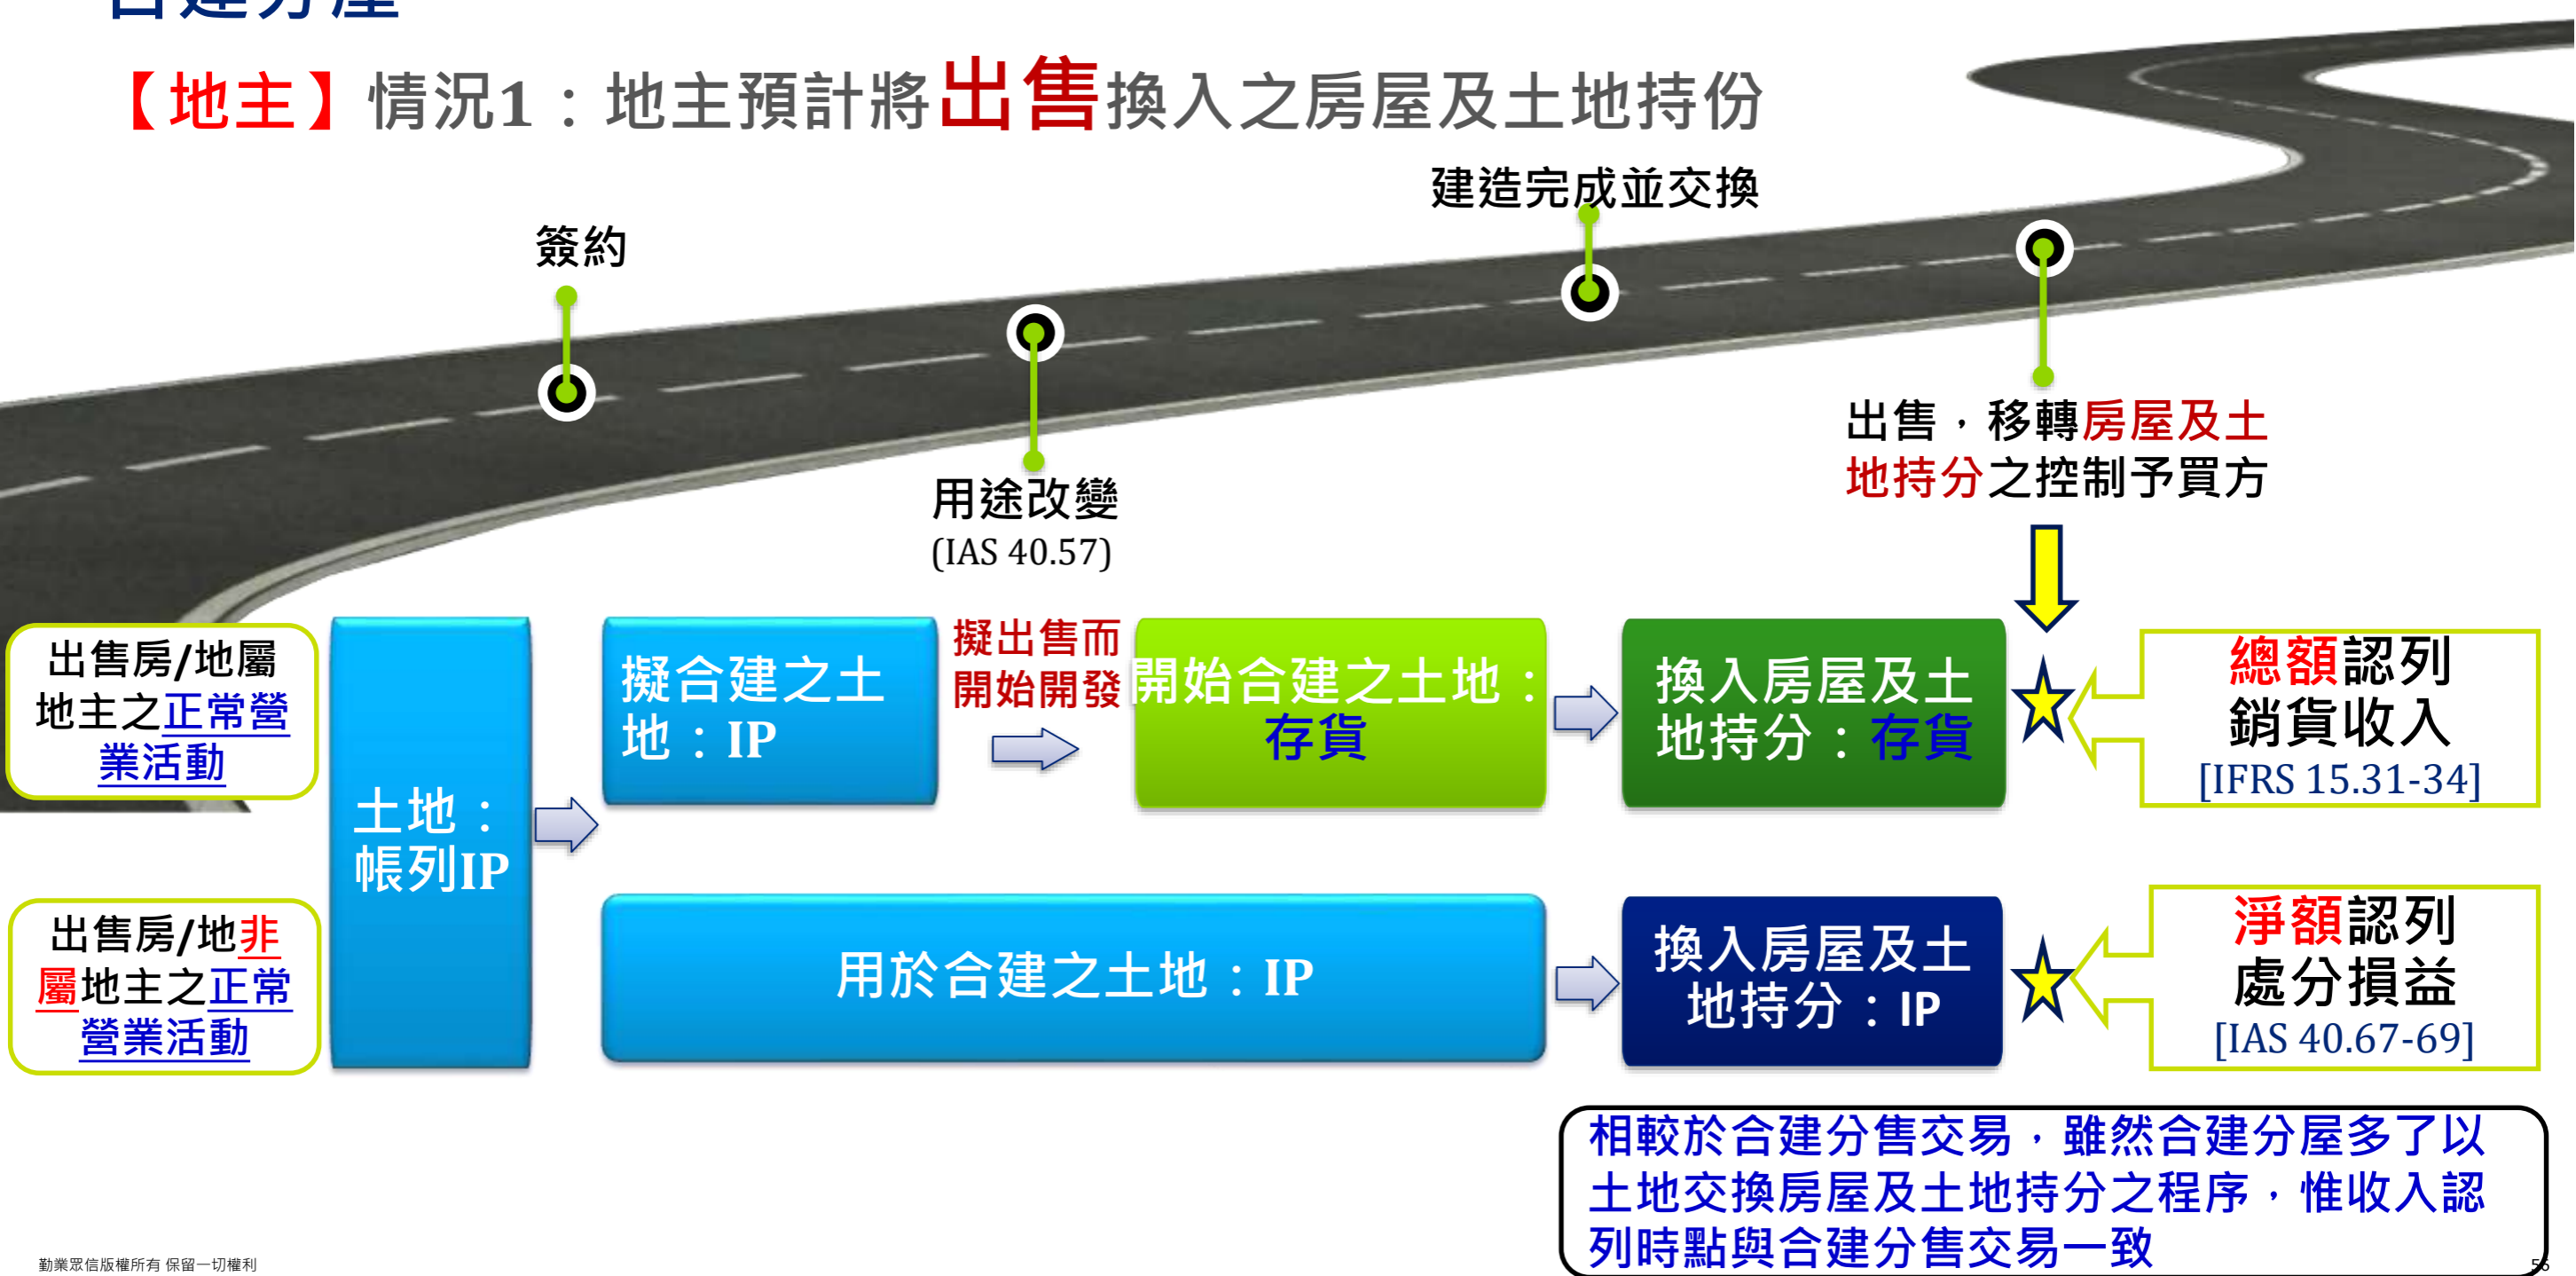 合建分屋
【地主】情況1：地主預計將出售換入之房屋及土地持份
建造完成並交換
簽約
出售，移轉房屋及土
地持分之控制予買方
用途改變
(IAS 40.57)
出售房/地屬
地主之正常營
業活動
土地：
帳列IP
擬合建之土
地：IP
擬出售而
開始開發
開始合建之土地：
存貨
換入房屋及土
地持分：存貨
總額認列
銷貨收入
[IFRS 15.31-34]
出售房/地非
屬地主之正常
營業活動
用於合建之土地：IP
換入房屋及土
地持分：IP
淨額認列
處分損益
[IAS 40.67-69]
相較於合建分售交易，雖然合建分屋多了以
土地交換房屋及土地持分之程序，惟收入認
列時點與合建分售交易一致
勤業眾信版權所有 保留一切權利